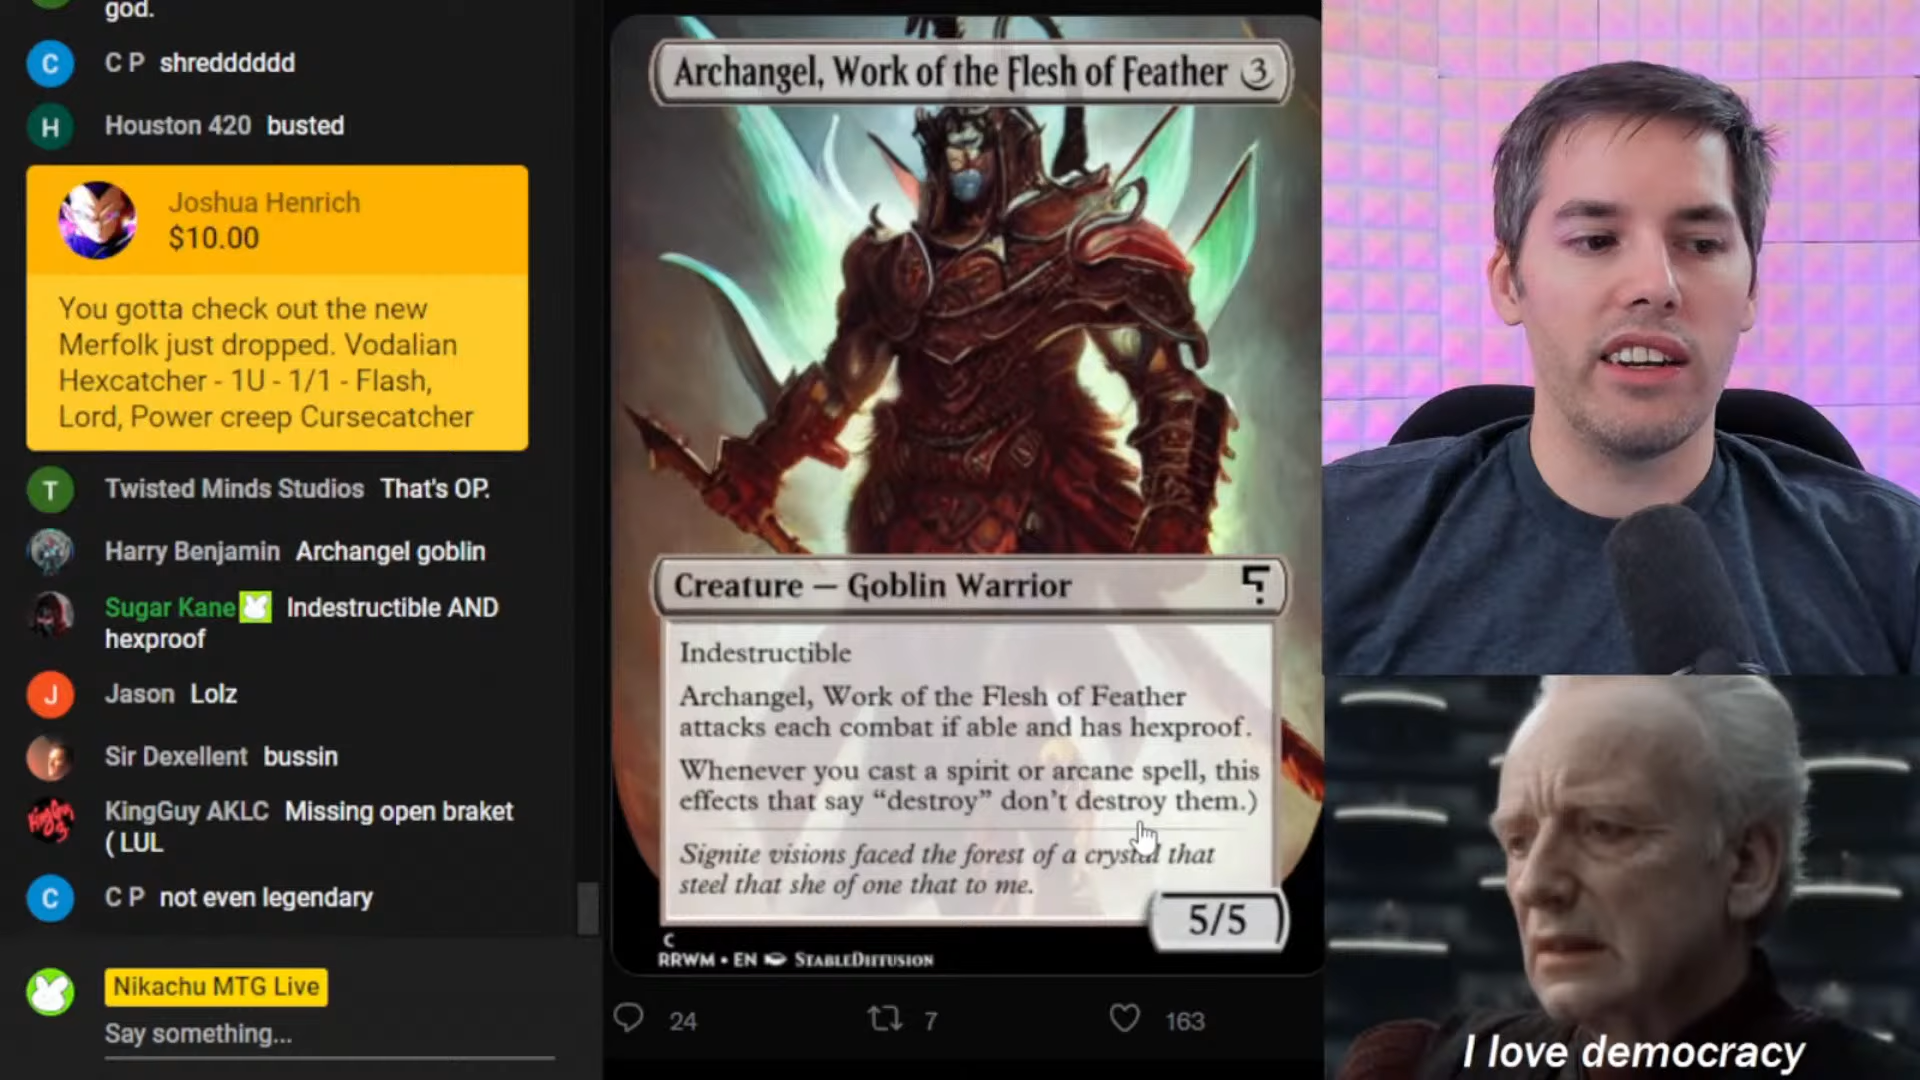 god.
C P shredddddd
Houston 420 busted
Joshua Henrich
$10.00
You gotta check out the new
Merfolk just dropped. Vodalian
Hexcatcher - 1U - 1/1 - Flash,
Lord, Power creep Cursecatcher
Twisted Minds Studios That's OP.
Harry Benjamin Archangel goblin
Sugar Kane Indestructible AND
hexproof
Jason Lolz
Sir Dexellent bussin
KingGuy AKLC Missing open braket
( LUL
C P not even legendary
Nikachu MTG Live
Say something...
Archangel, Work of the Flesh of Feather 3
Creature — Goblin Warrior
Indestructible
Archangel, Work of the Flesh of Feather
attacks each combat if able and has hexproof.
Whenever you cast a spirit or arcane spell, this
effects that say “destroy” don't destroy them.)
Signite visions faced the forest of a crystal that
steel that she of one that to me.
5/5
C
RRWM • EN StableDiffusion
24 7 163
I love democracy